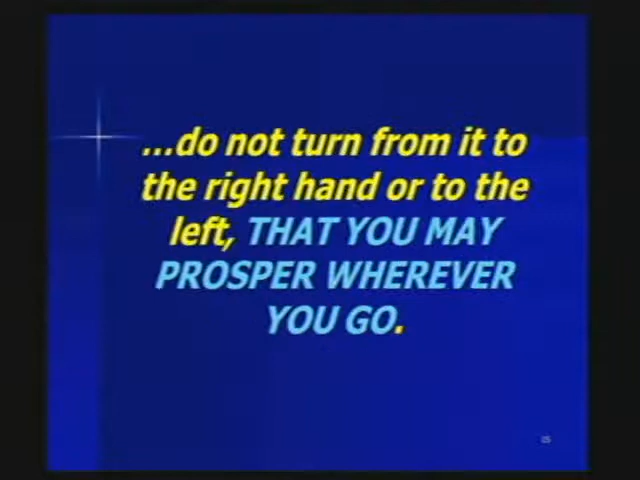 ...do not turn from it to
the right hand or to the
left, THAT YOU MAY
PROSPER WHEREVER
YOU GO.